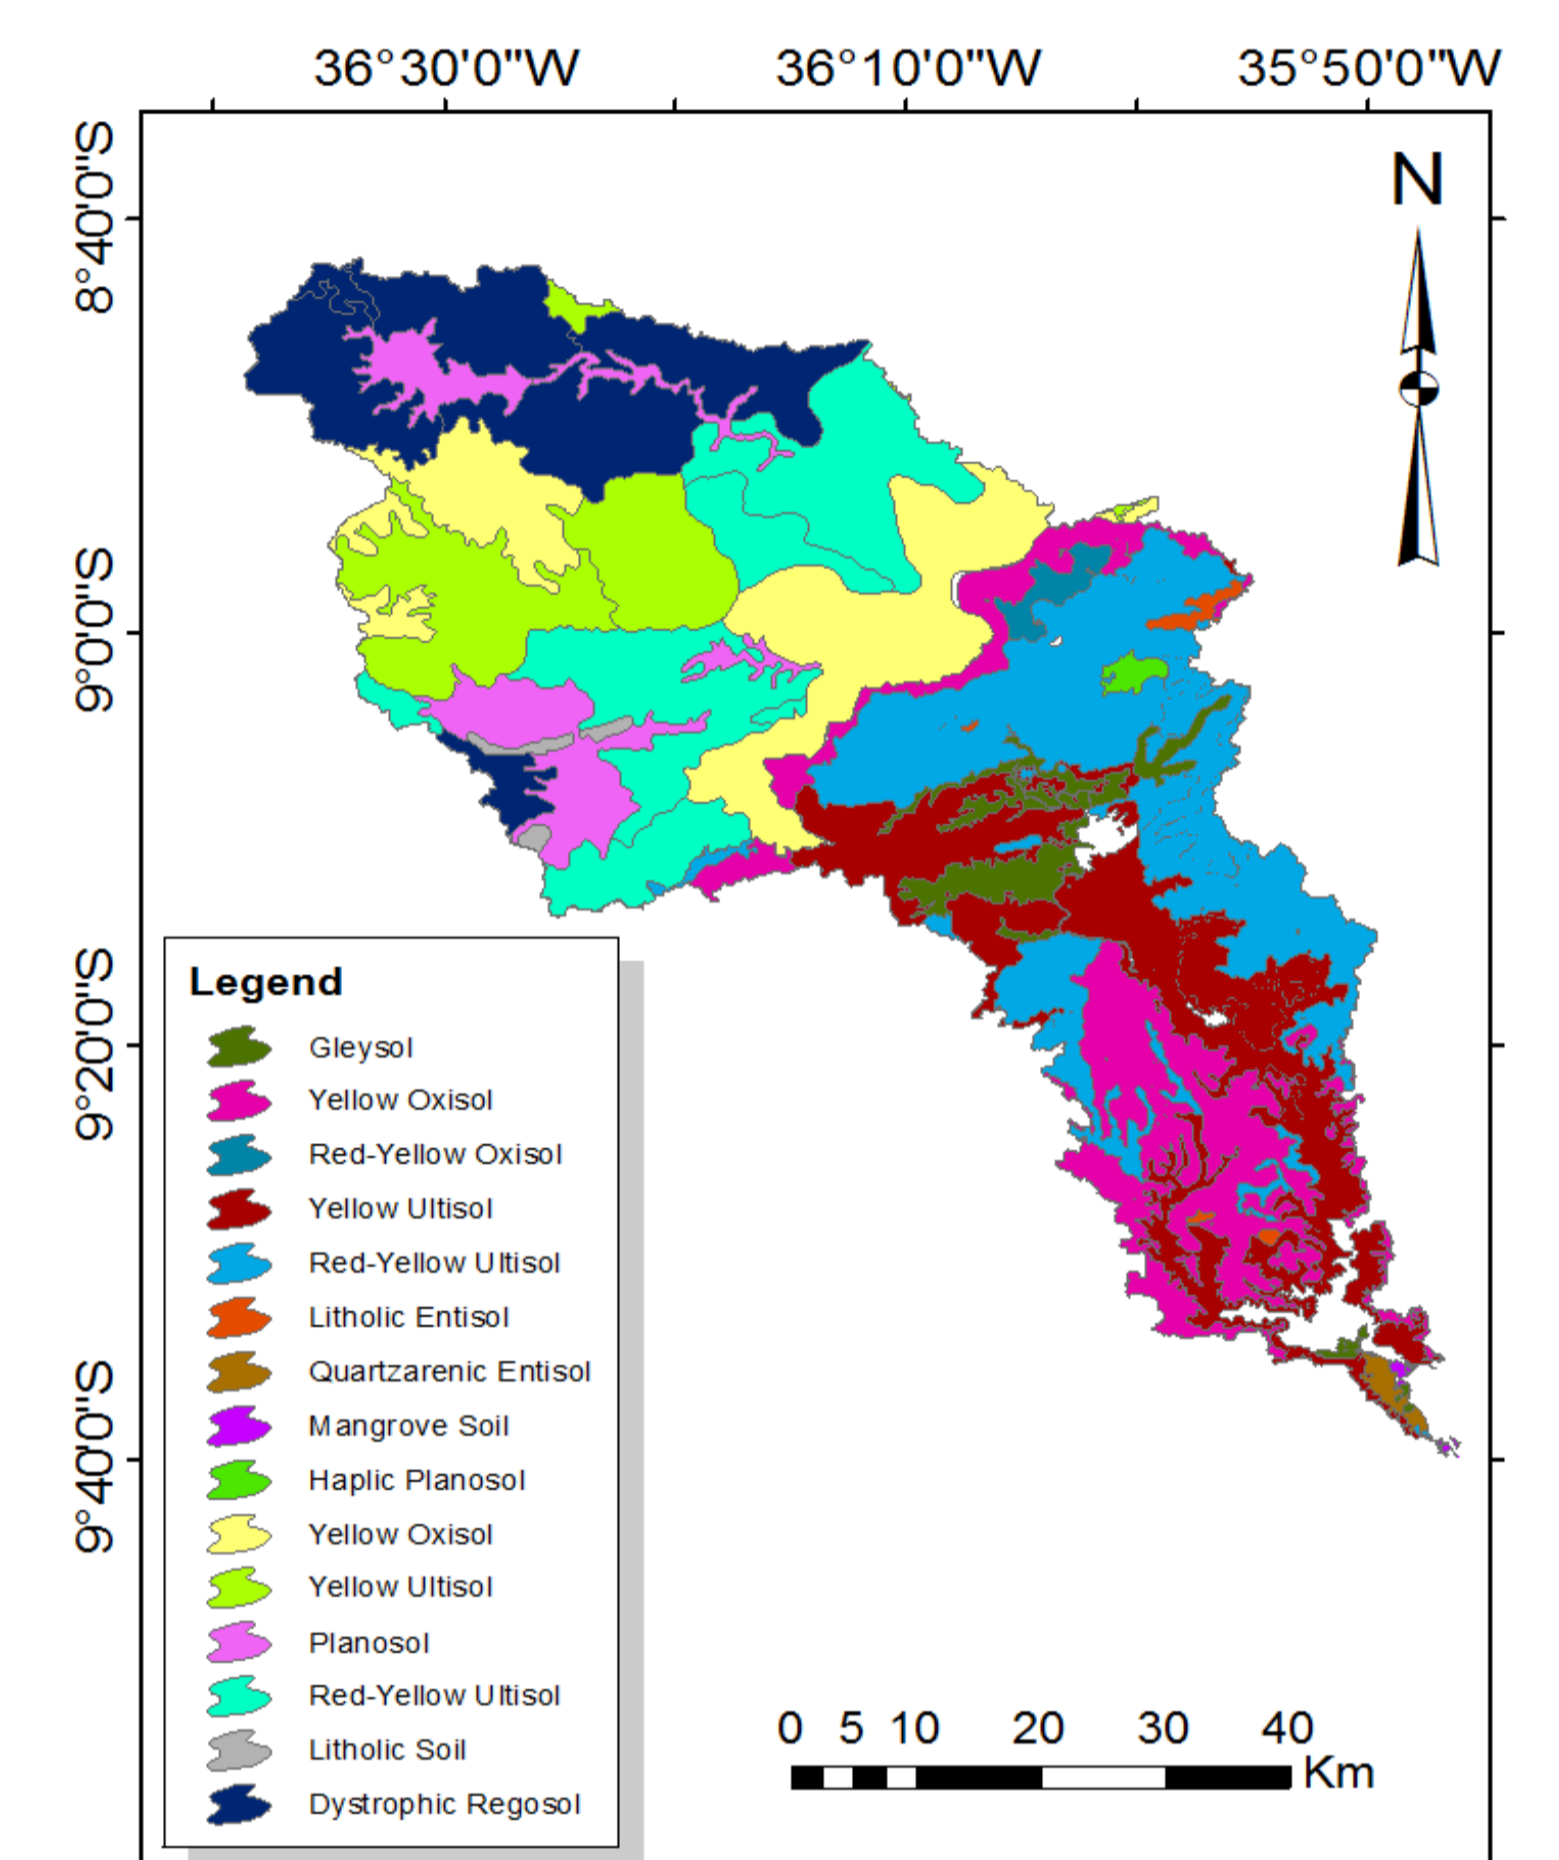 36°30'0"W 36°10'0"W 35°50'0"W
8°40'0"S
N
9°0'0"S
9°20'0"S
9°40'0"S
Legend
Gleysol
Yellow Oxisol
Red-Yellow Oxisol
Yellow Ultisol
Red-Yellow Ultisol
Litholic Entisol
Quartzarenic Entisol
Mangrove Soil
Haplic Planosol
Yellow Oxisol
Yellow Ultisol
Planosol
Red-Yellow Ultisol
Litholic Soil
Dystrophic Regosol
0 5 10 20 30 40
Km